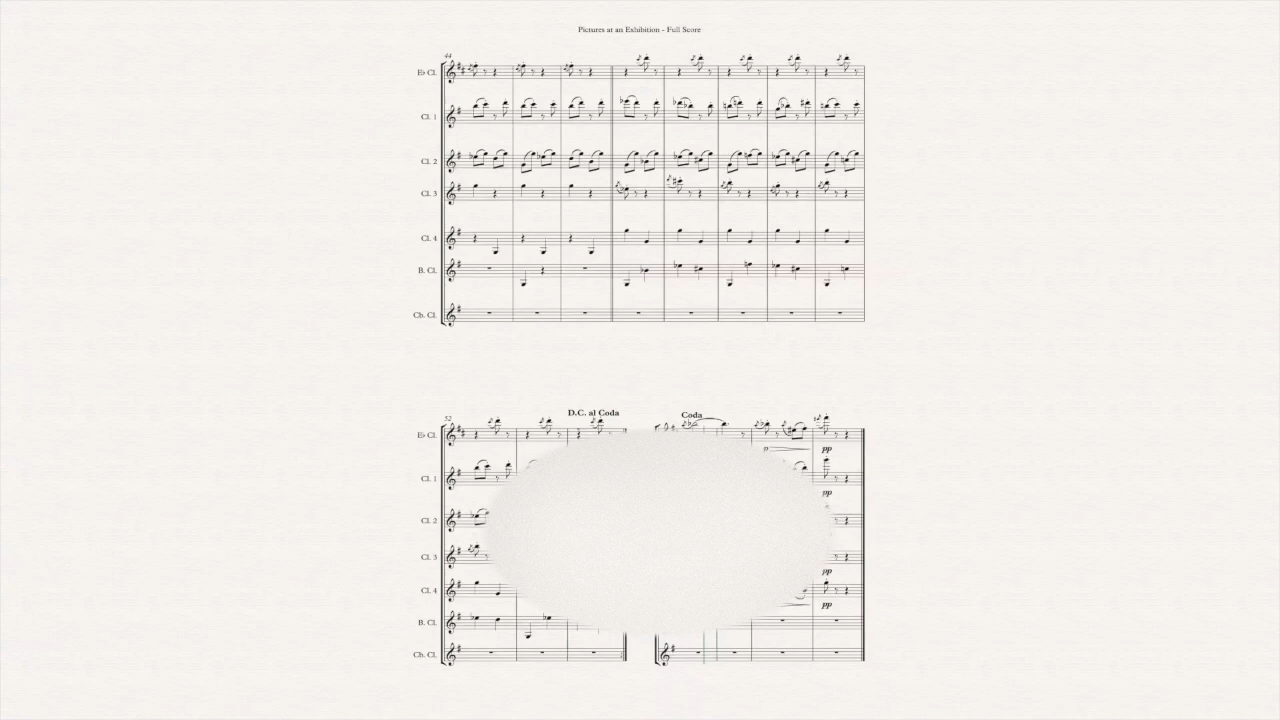 Pictures at an Exhibition - Full Score
44
E♭ Cl.
Cl. 1
Cl. 2
Cl. 3
Cl. 4
B. Cl.
Cb. Cl.
52
D.C. al Coda
Coda
E♭ Cl.
n
pp
Cl. 1
pp
Cl. 2
Cl. 3
pp
Cl. 4
pp
B. Cl.
Cb. Cl.